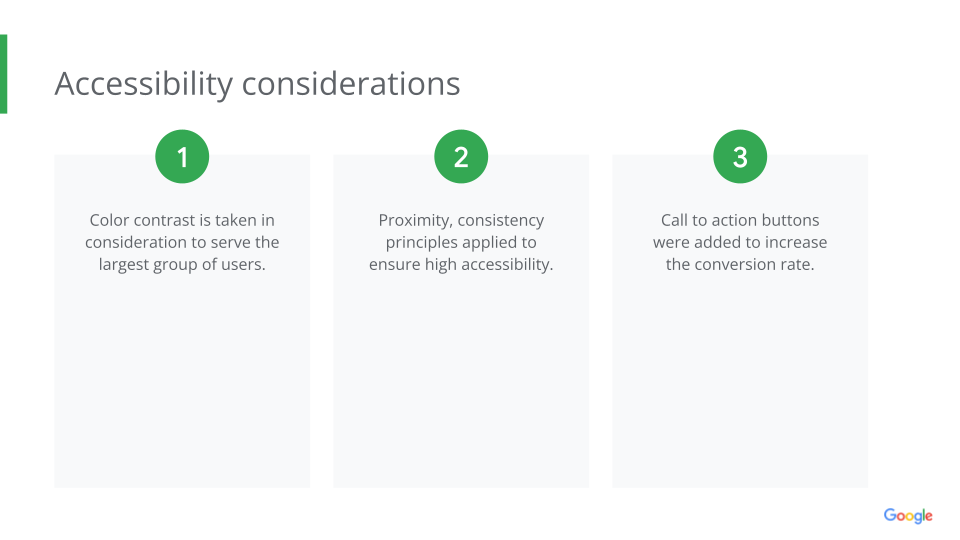 Accessibility considerations
1
Color contrast is taken in
consideration to serve the
largest group of users.
2
Proximity, consistency
principles applied to
ensure high accessibility.
3
Call to action buttons
were added to increase
the conversion rate.
Google